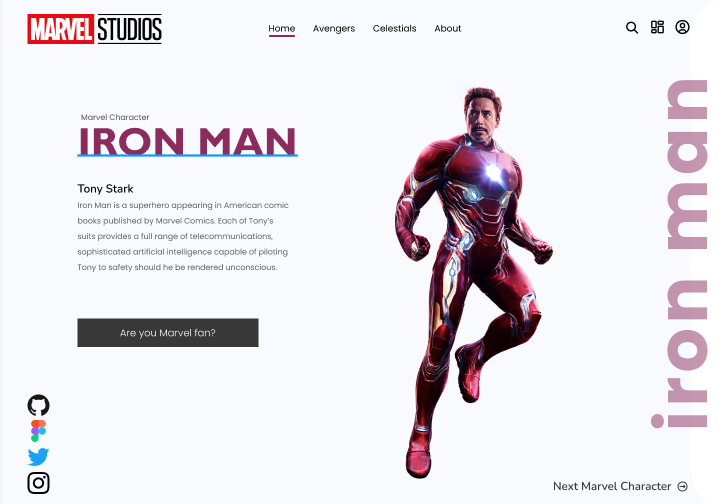 MARVEL STUDIOS
Home
Avengers
Celestials
About
Marvel Character
IRON MAN
Tony Stark
Iron Man is a superhero appearing in American comic
books published by Marvel Comics. Each of Tony's
suits provides a full range of telecommunications,
sophisticated artificial intelligence capable of piloting
Tony to safety should he be rendered unconscious.
Are you Marvel fan?
iron man
Next Marvel Character